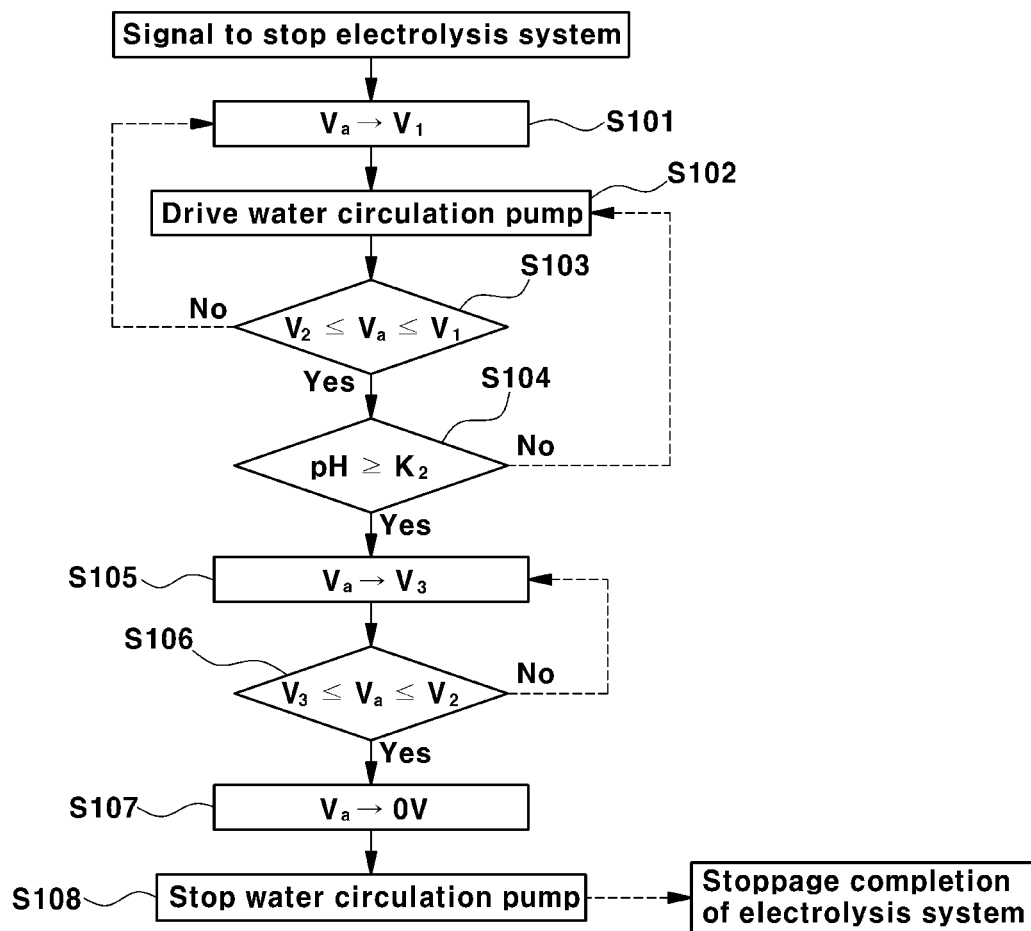 Signal to stop electrolysis system
Vₐ → V₁
S101
S102
Drive water circulation pump
S103
No
V₂ ≤ Vₐ ≤ V₁
Yes
S104
No
pH ≥ K₂
Yes
S105
Vₐ → V₃
S106
No
V₃ ≤ Vₐ ≤ V₂
Yes
S107
Vₐ → 0V
S108
Stop water circulation pump
Stoppage completion
of electrolysis system